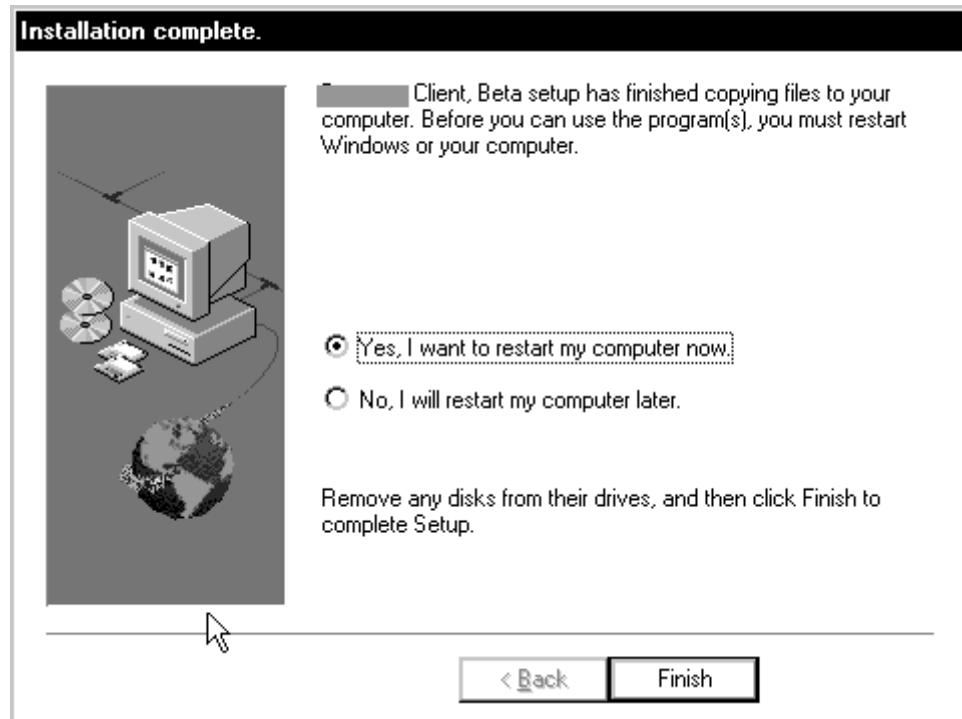 Installation complete.
Client, Beta setup has finished copying files to your
computer. Before you can use the program(s), you must restart
Windows or your computer.
Yes, I want to restart my computer now.
No, I will restart my computer later.
Remove any disks from their drives, and then click Finish to
complete Setup.
< Back
Finish